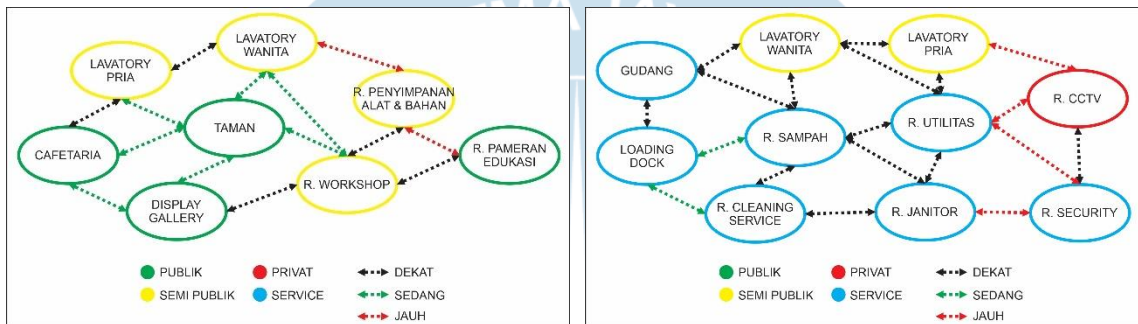 LAVATORY
WANITA
LAVATORY
PRIA
R. PENYIMPANAN
ALAT & BAHAN
TAMAN
CAFETARIA
R. PAMERAN
EDUKASI
R. WORKSHOP
DISPLAY
GALLERY
PUBLIK
PRIVAT
DEKAT
SEMI PUBLIK
SERVICE
SEDANG
JAUH
LAVATORY
WANITA
LAVATORY
PRIA
GUDANG
R. CCTV
R. SAMPAH
R. UTILITAS
LOADING
DOCK
R. CLEANING
SERVICE
R. JANITOR
R. SECURITY
PUBLIK
PRIVAT
DEKAT
SEMI PUBLIK
SERVICE
SEDANG
JAUH